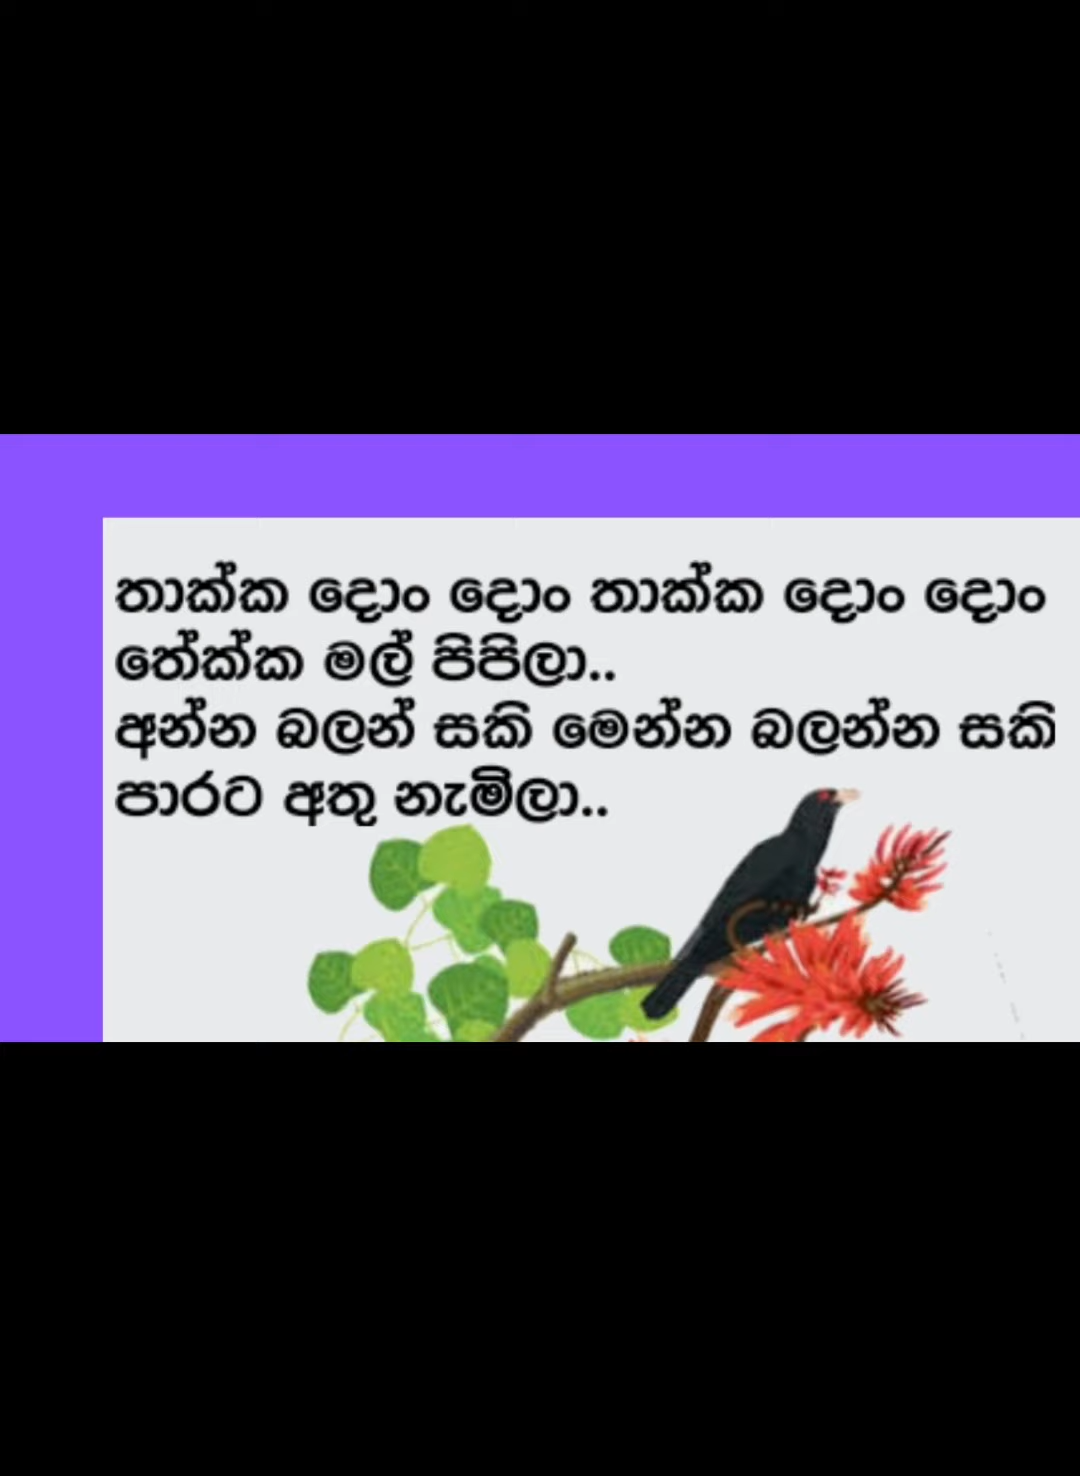 තාක්ක දොං දොං තාක්ක දොං දොං
තේක්ක මල් පිපිලා..
අන්න බලන් සකි මෙන්න බලන්න සකි
පාරට අතු නැමිලා..